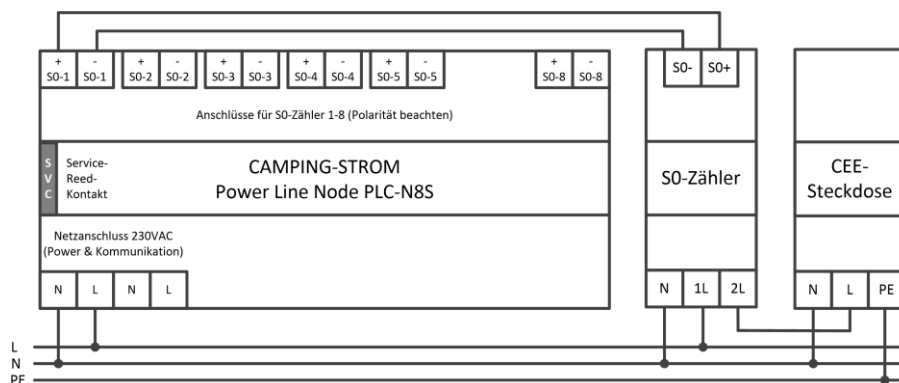 + - + - + - + - + - + -
S0-1 S0-1 S0-2 S0-2 S0-3 S0-3 S0-4 S0-4 S0-5 S0-5 S0-8 S0-8
S0- S0+
Anschlüsse für S0-Zähler 1-8 (Polarität beachten)
SVC
Service-
Reed-
Kontakt
CAMPING-STROM
Power Line Node PLC-N8S
S0-Zähler
CEE-
Steckdose
Netzanschluss 230VAC
(Power & Kommunikation)
N L N L
N 1L 2L
N L PE
L
N
PE